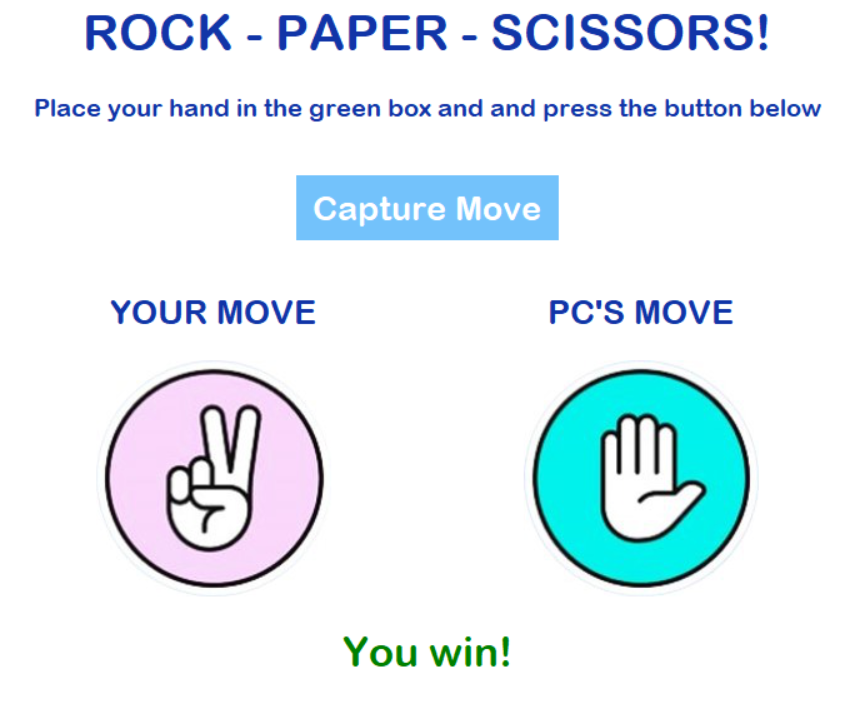 ROCK - PAPER - SCISSORS!
Place your hand in the green box and and press the button below
Capture Move
YOUR MOVE
PC'S MOVE
You win!